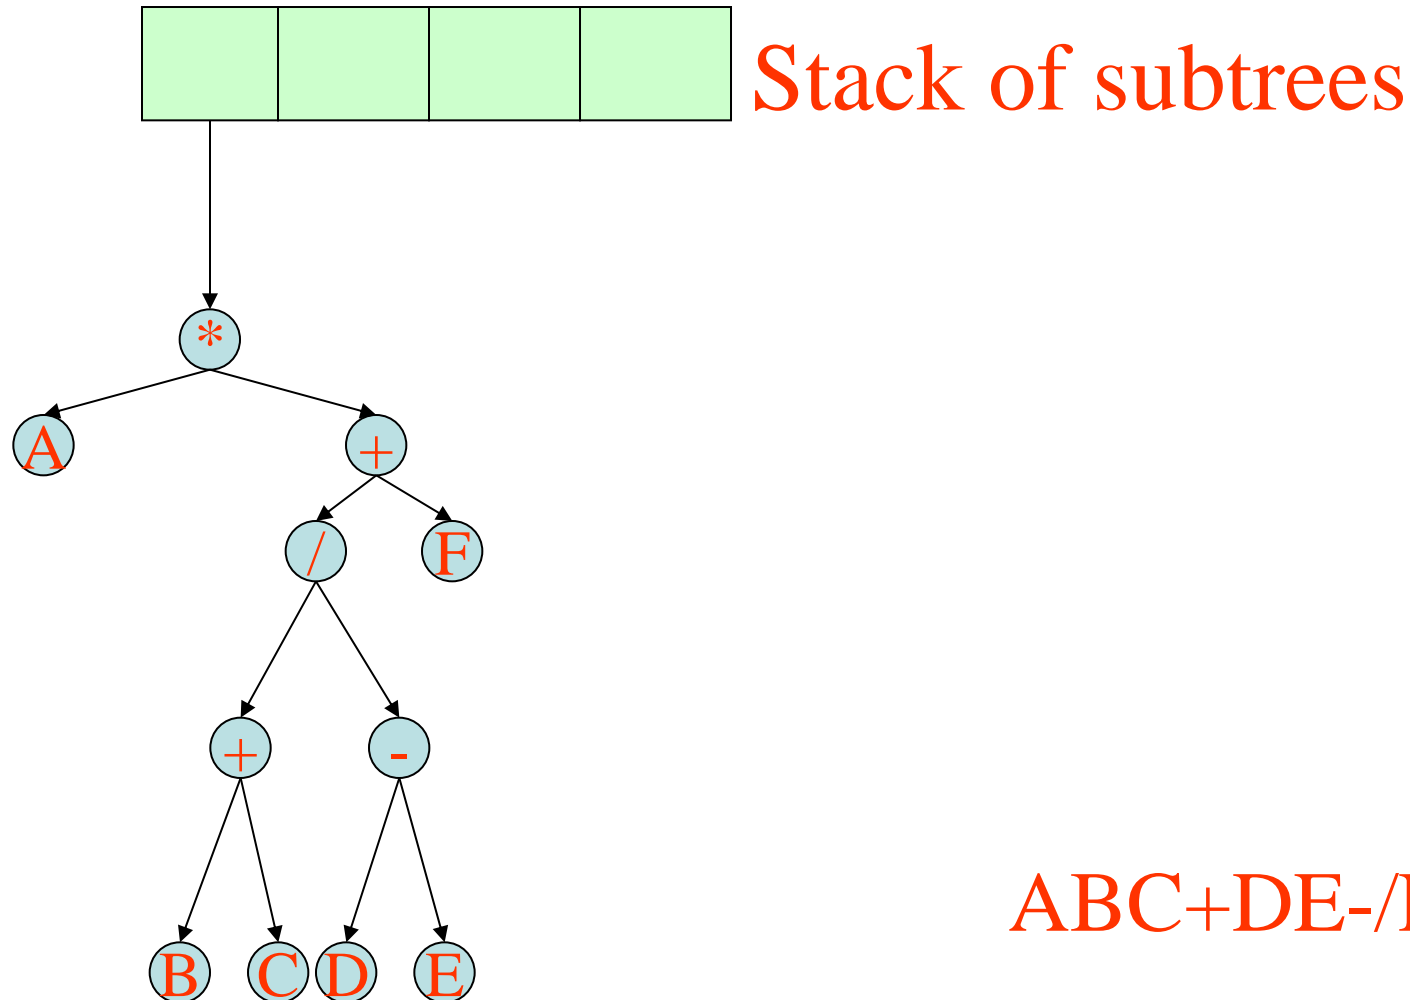 Stack of subtrees
*
A +
/ F
+ -
B C D E
ABC+DE-/